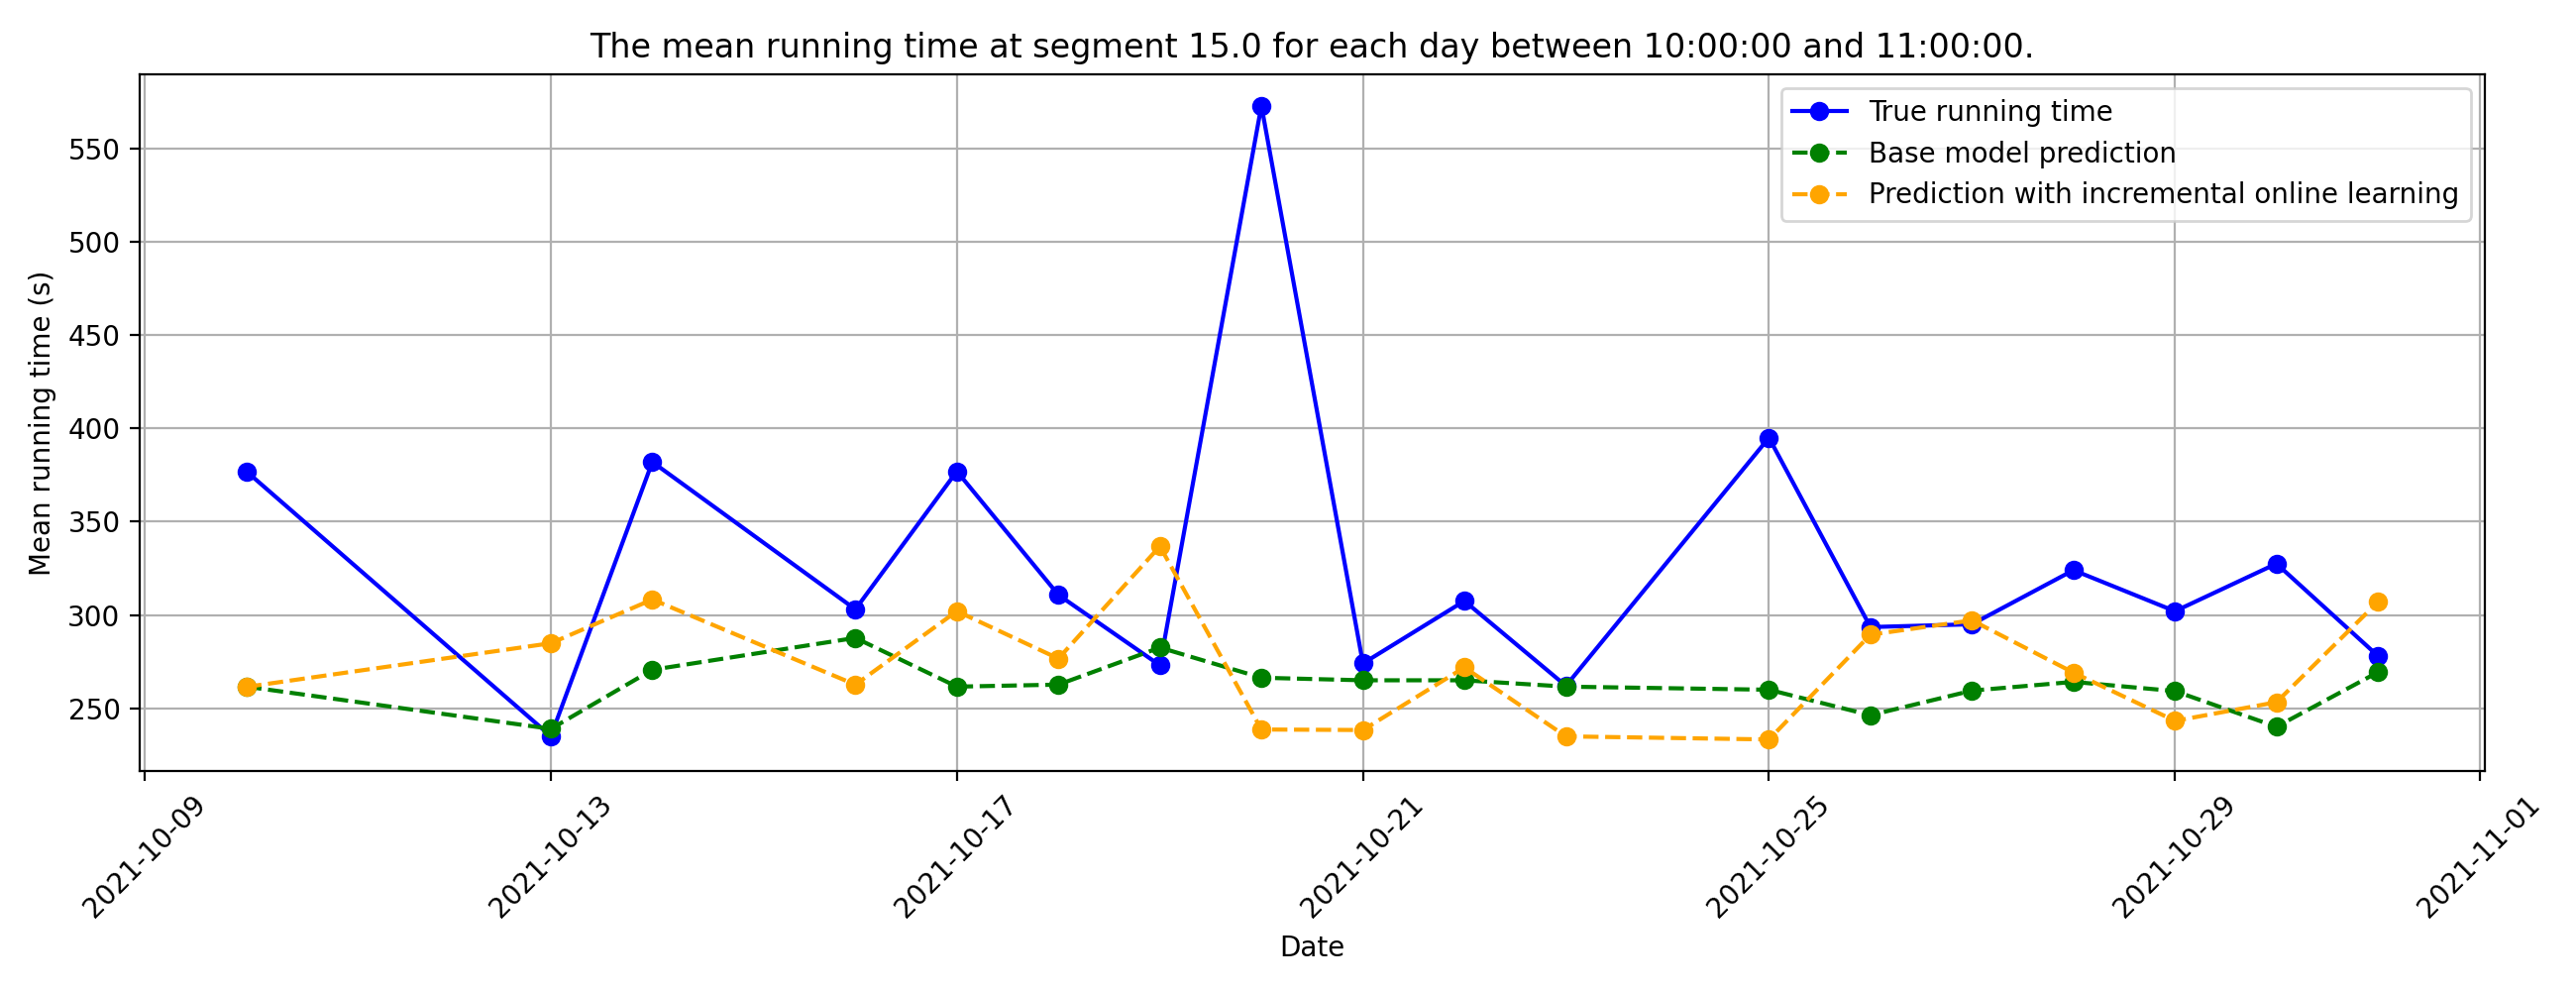 The mean running time at segment 15.0 for each day between 10:00:00 and 11:00:00.
True running time
Base model prediction
Prediction with incremental online learning
Mean running time (s)
550
500
450
400
350
300
250
2021-10-09
2021-10-13
2021-10-17
2021-10-21
2021-10-25
2021-10-29
2021-11-01
Date